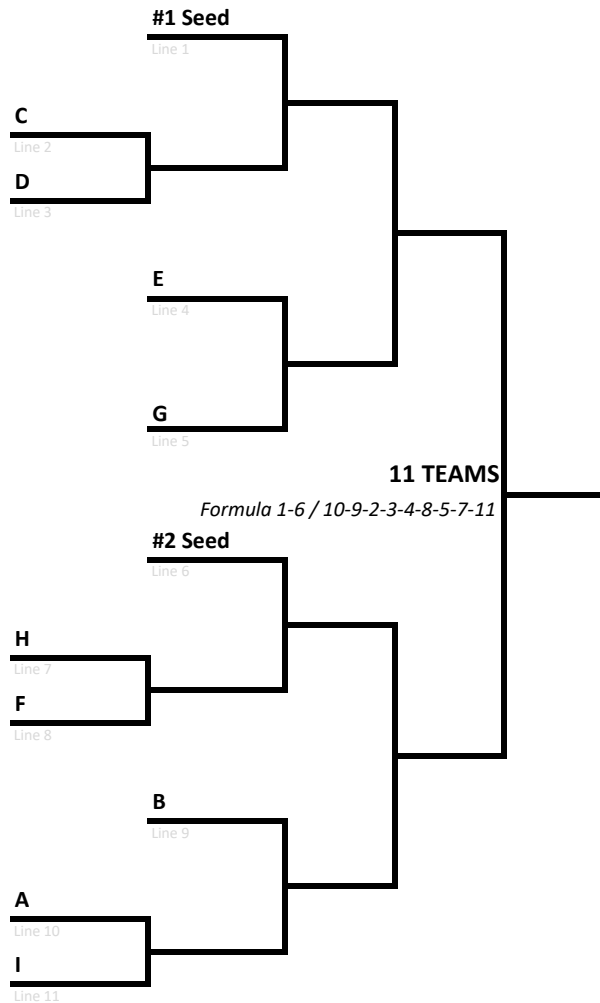 #1 Seed
Line 1
C
Line 2
D
Line 3
E
Line 4
G
Line 5
11 TEAMS
Formula 1-6 / 10-9-2-3-4-8-5-7-11
#2 Seed
Line 6
H
Line 7
F
Line 8
B
Line 9
A
Line 10
I
Line 11